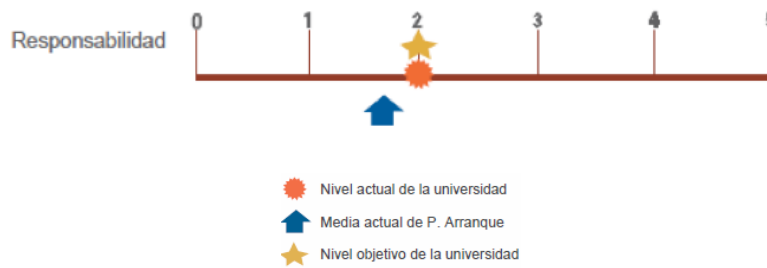 0 1 2 3 4 5
Responsabilidad
Nivel actual de la universidad
Media actual de P. Arranque
Nivel objetivo de la universidad